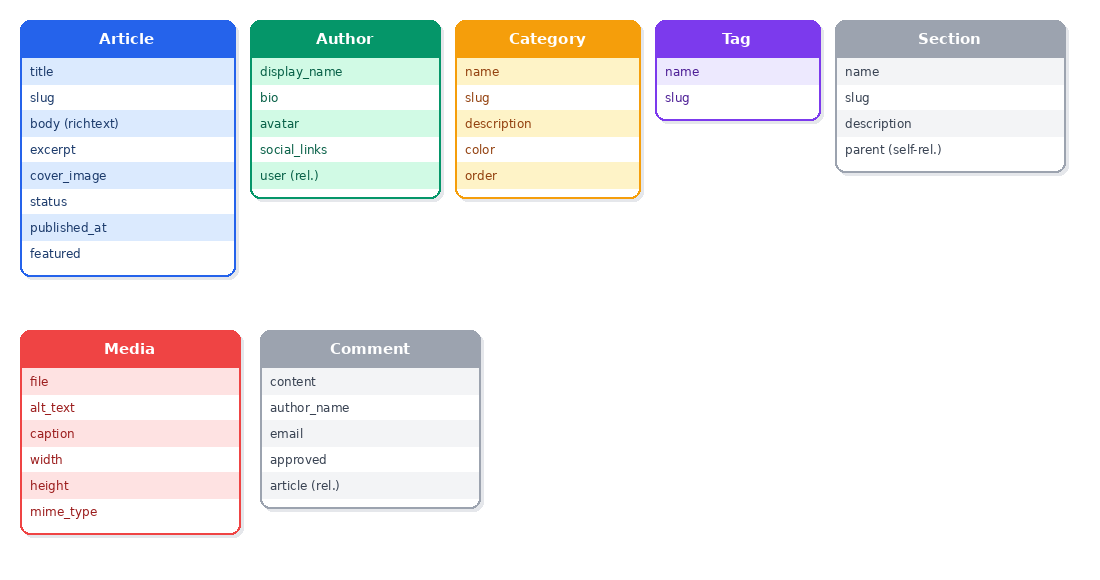 Article
title
slug
body (richtext)
excerpt
cover_image
status
published_at
featured
Author
display_name
bio
avatar
social_links
user (rel.)
Category
name
slug
description
color
order
Tag
name
slug
Section
name
slug
description
parent (self-rel.)
Media
file
alt_text
caption
width
height
mime_type
Comment
content
author_name
email
approved
article (rel.)